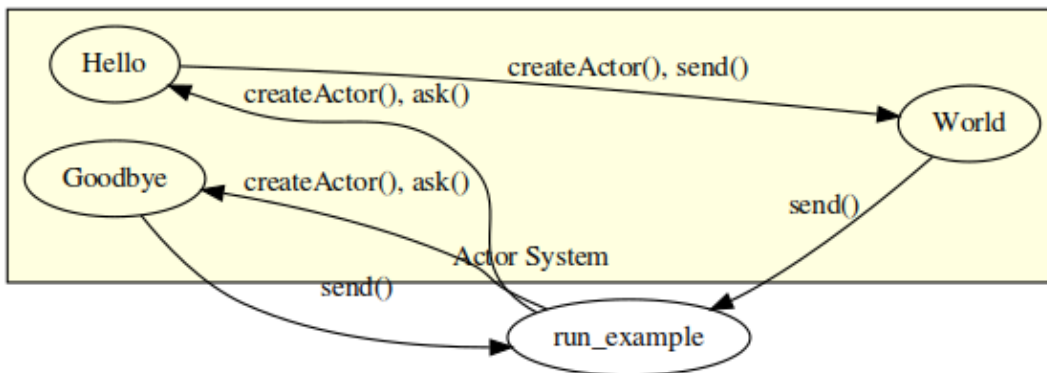 Hello
createActor(), send()
createActor(), ask()
World
Goodbye
createActor(), ask()
send()
Actor System
send()
run_example